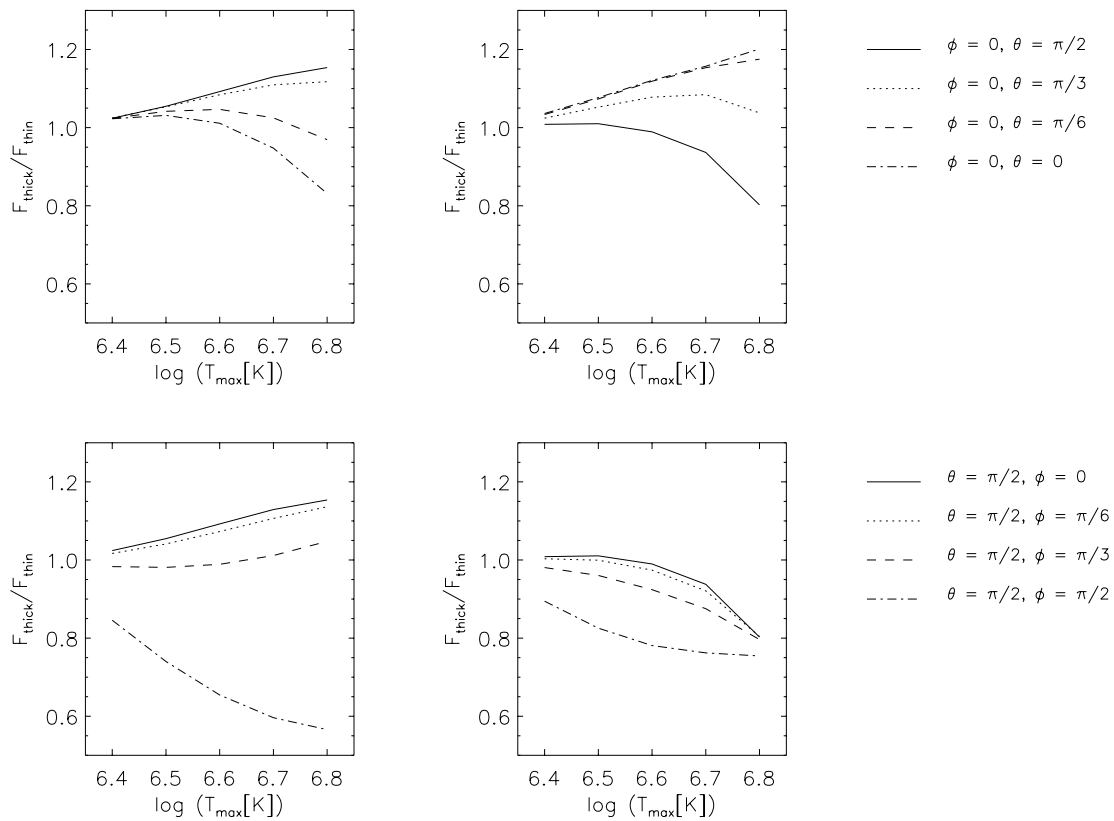 1.2
1.0
0.8
0.6
F_thick/F_thin
6.4 6.5 6.6 6.7 6.8
log (T_max[K])
1.2
1.0
0.8
0.6
F_thick/F_thin
6.4 6.5 6.6 6.7 6.8
log (T_max[K])
ϕ = 0, θ = π/2
ϕ = 0, θ = π/3
ϕ = 0, θ = π/6
ϕ = 0, θ = 0
1.2
1.0
0.8
0.6
F_thick/F_thin
6.4 6.5 6.6 6.7 6.8
log (T_max[K])
1.2
1.0
0.8
0.6
F_thick/F_thin
6.4 6.5 6.6 6.7 6.8
log (T_max[K])
θ = π/2, ϕ = 0
θ = π/2, ϕ = π/6
θ = π/2, ϕ = π/3
θ = π/2, ϕ = π/2